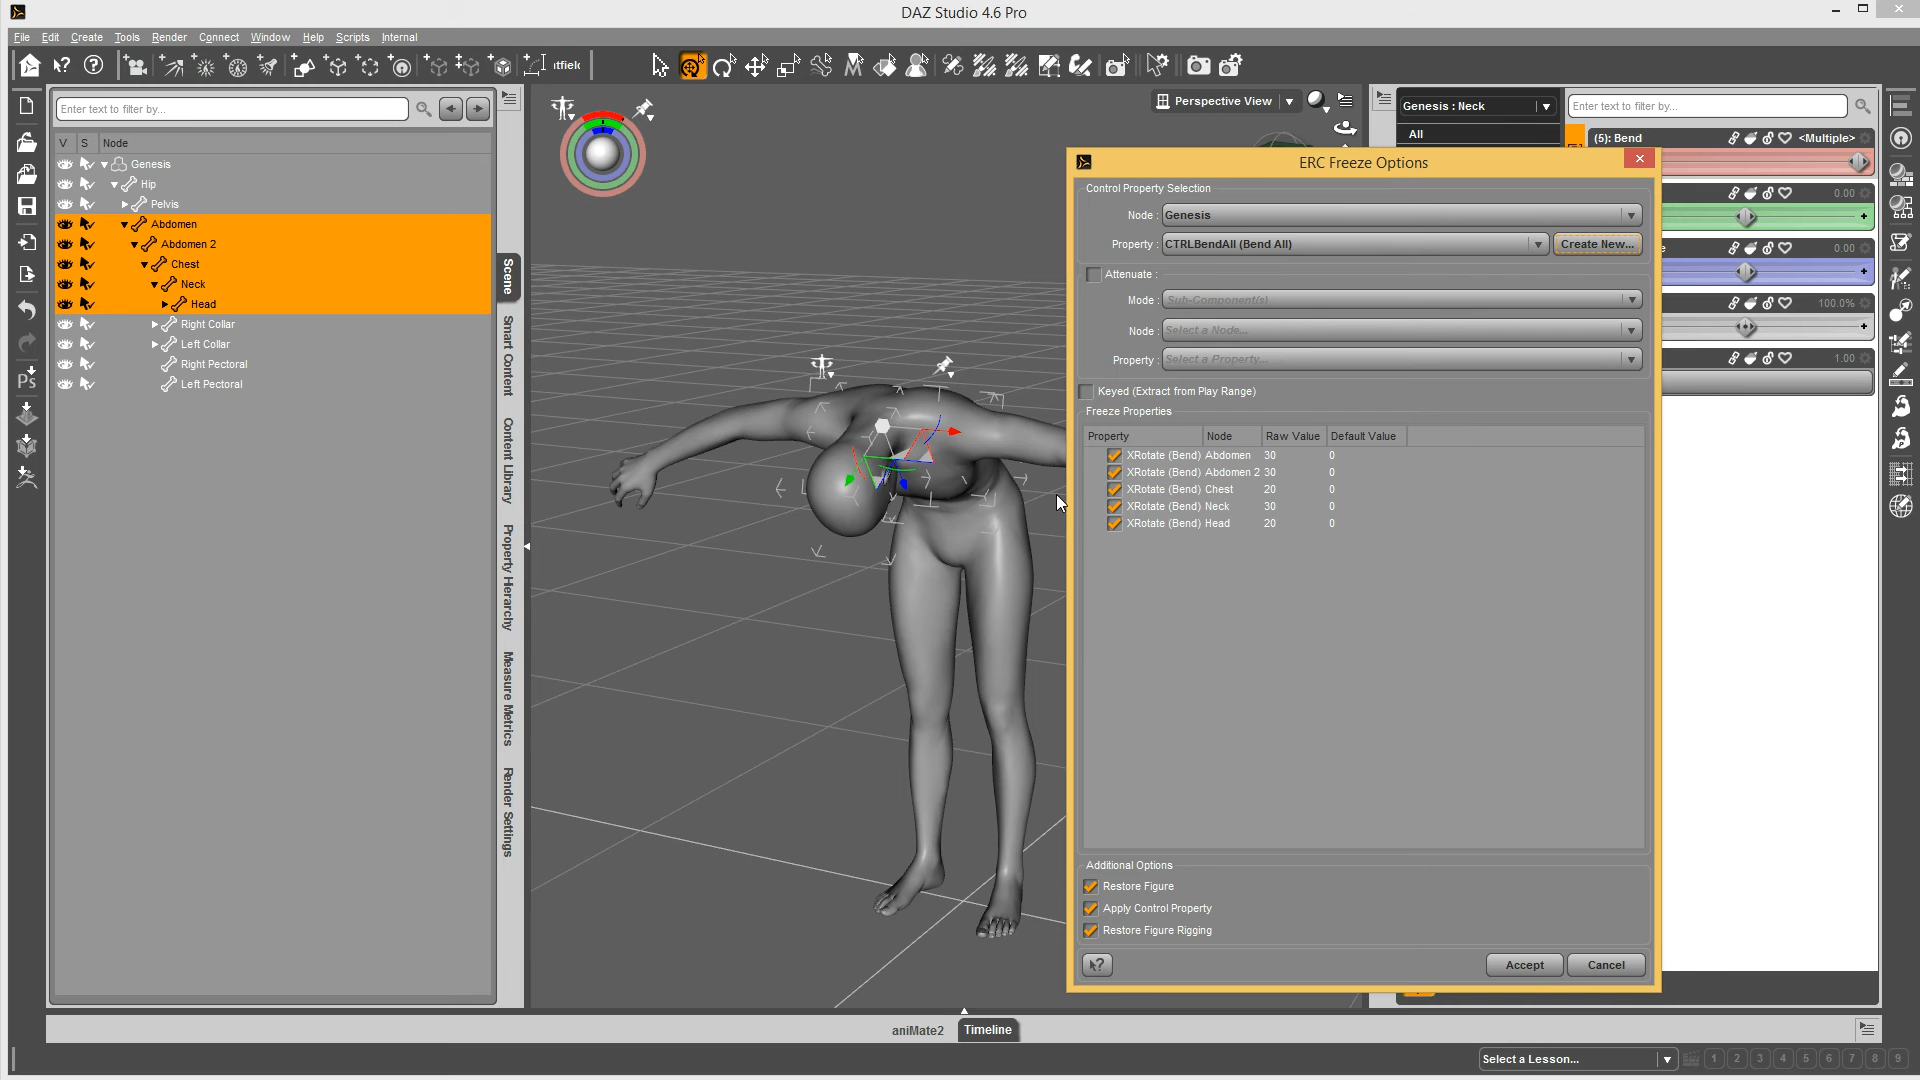 DAZ Studio 4.6 Pro
File Edit Create Tools Render Connect Window Help Scripts Internal
tfielc
Enter text to filter by...
V S Node
Genesis
Hip
Pelvis
Abdomen
Abdomen 2
Chest
Neck
Head
Right Collar
Left Collar
Right Pectoral
Left Pectoral
Ps
Scene
Smart Content
Content Library
Property Hierarchy
Measure Metrics
Render Settings
Perspective View
Genesis : Neck
All
Enter text to filter by...
(5): Bend <Multiple>
0.00
0.00
100.0%
1.00
ERC Freeze Options
Control Property Selection
Node : Genesis
Property : CTRLBendAll (Bend All) Create New...
Attenuate :
Mode : Sub-Component(s)
Node : Select a Node...
Property : Select a Property...
Keyed (Extract from Play Range)
Freeze Properties
Property Node Raw Value Default Value
XRotate (Bend) Abdomen 30 0
XRotate (Bend) Abdomen 2 30 0
XRotate (Bend) Chest 20 0
XRotate (Bend) Neck 30 0
XRotate (Bend) Head 20 0
Additional Options
Restore Figure
Apply Control Property
Restore Figure Rigging
Accept Cancel
aniMate2 Timeline
Select a Lesson... 1 2 3 4 5 6 7 8 9